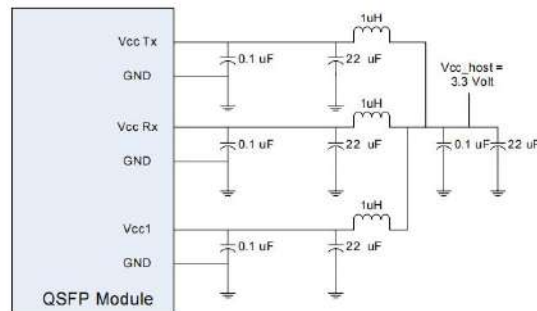 1uH
Vcc Tx
0.1 uF
22 uF
GND
Vcc_host =
3.3 Volt
1uH
Vcc Rx
0.1 uF
22 uF
0.1 uF
22 uF
GND
1uH
Vcc1
0.1 uF
22 uF
GND
QSFP Module